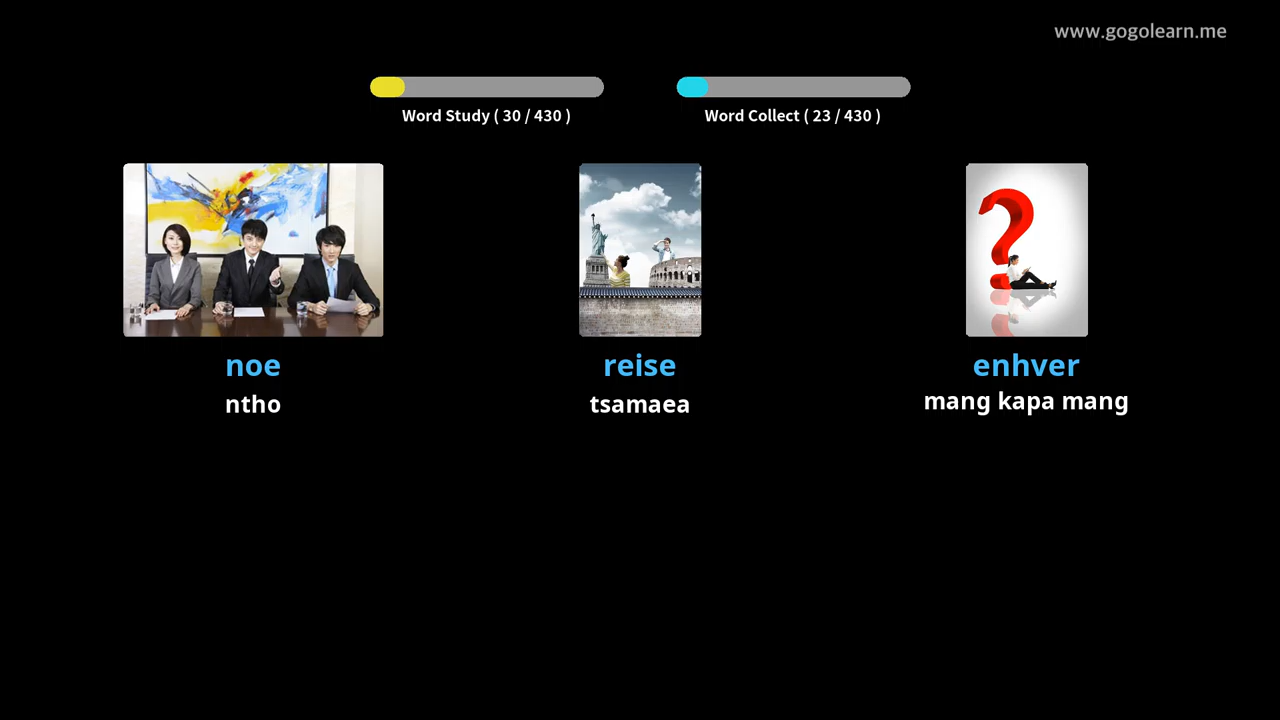 www.gogolearn.me
Word Study ( 30 / 430 )
Word Collect ( 23 / 430 )
noe
ntho
reise
tsamaea
enhver
mang kapa mang